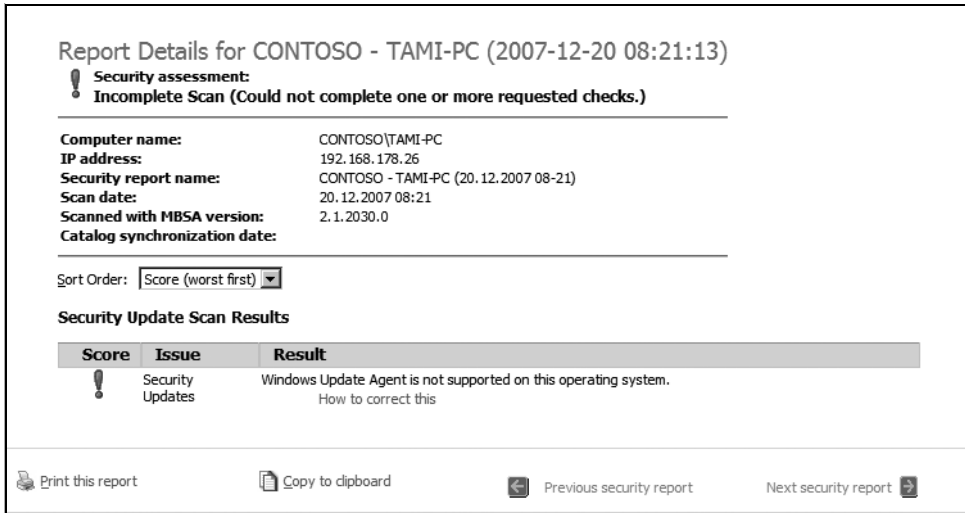 Report Details for CONTOSO - TAMI-PC (2007-12-20 08:21:13)
Security assessment:
Incomplete Scan (Could not complete one or more requested checks.)
Computer name: CONTOSO\TAMI-PC
IP address: 192.168.178.26
Security report name: CONTOSO - TAMI-PC (20.12.2007 08-21)
Scan date: 20.12.2007 08:21
Scanned with MBSA version: 2.1.2030.0
Catalog synchronization date:
Sort Order: Score (worst first)
Security Update Scan Results
Score Issue Result
Security Updates Windows Update Agent is not supported on this operating system.
How to correct this
Print this report Copy to clipboard Previous security report Next security report